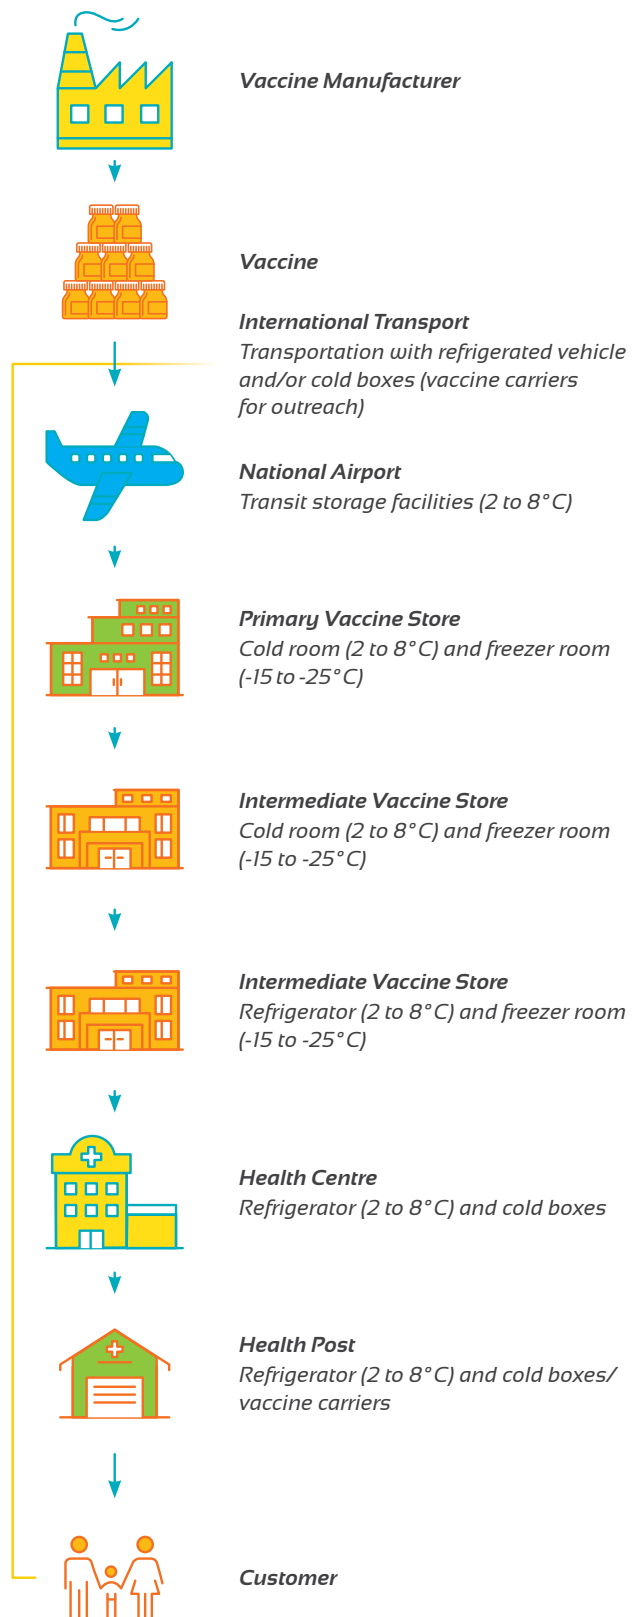 Vaccine Manufacturer
Vaccine
International Transport
Transportation with refrigerated vehicle
and/or cold boxes (vaccine carriers
for outreach)
National Airport
Transit storage facilities (2 to 8°C)
Primary Vaccine Store
Cold room (2 to 8°C) and freezer room
(-15 to -25°C)
Intermediate Vaccine Store
Cold room (2 to 8°C) and freezer room
(-15 to -25°C)
Intermediate Vaccine Store
Refrigerator (2 to 8°C) and freezer room
(-15 to -25°C)
Health Centre
Refrigerator (2 to 8°C) and cold boxes
Health Post
Refrigerator (2 to 8°C) and cold boxes/
vaccine carriers
Customer